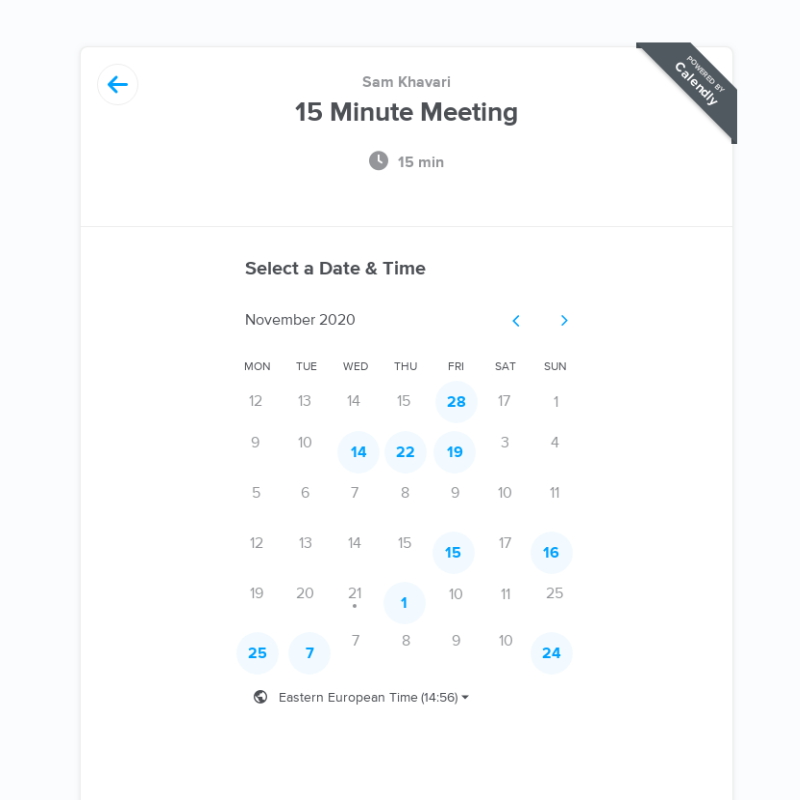 POWERED BY
Calendly
Sam Khavari
15 Minute Meeting
15 min
Select a Date & Time
November 2020
MON TUE WED THU FRI SAT SUN
12 13 14 15 28 17 1
9 10 14 22 19 3 4
5 6 7 8 9 10 11
12 13 14 15 15 17 16
19 20 21 1 10 11 25
25 7 7 8 9 10 24
Eastern European Time (14:56)